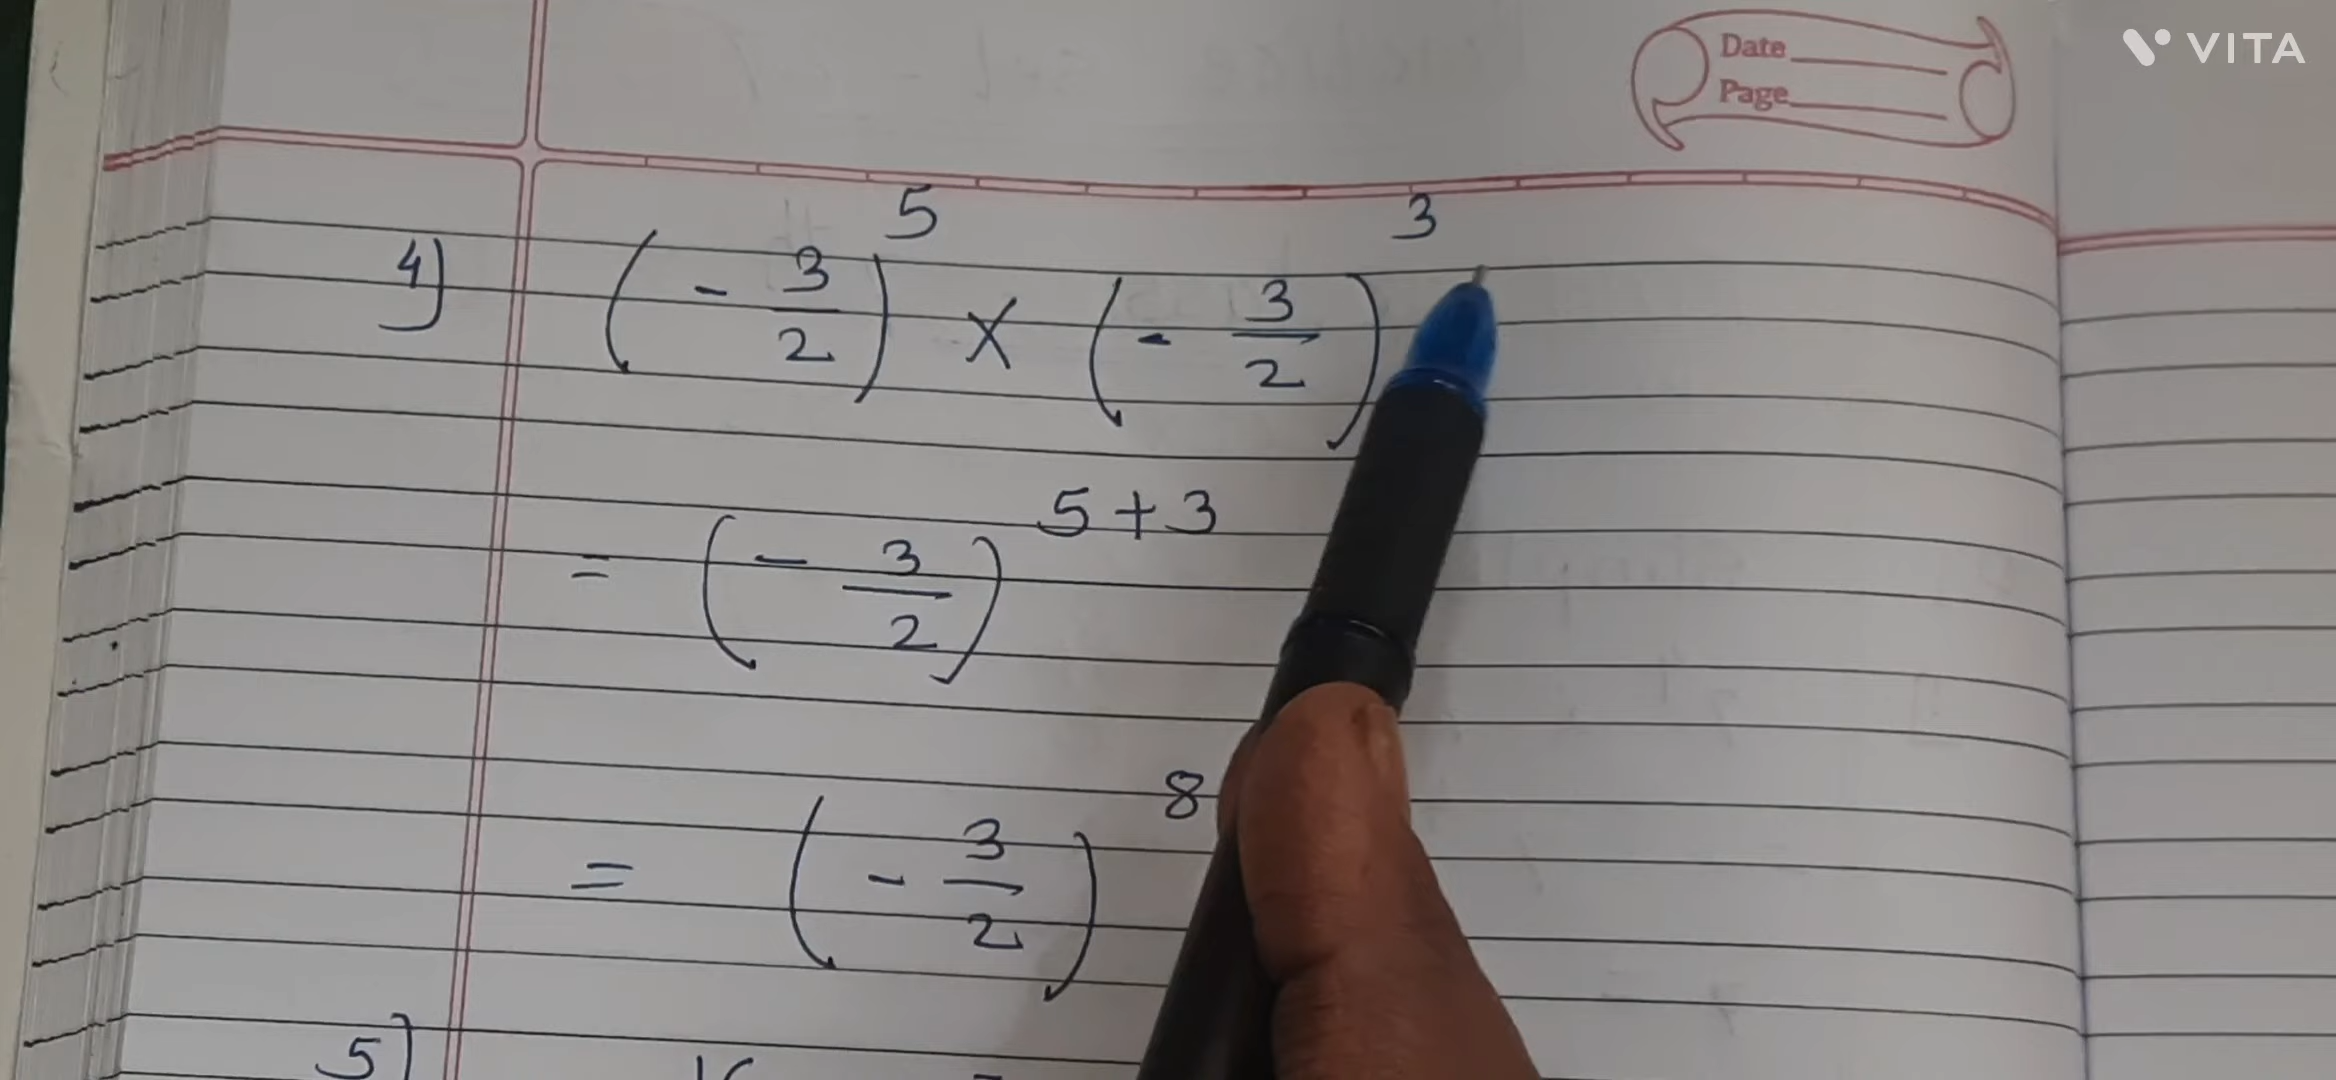 Date
Page
VITA
4) (-3/2)^5 × (-3/2)^3
= (-3/2)^5+3
= (-3/2)^8
5)